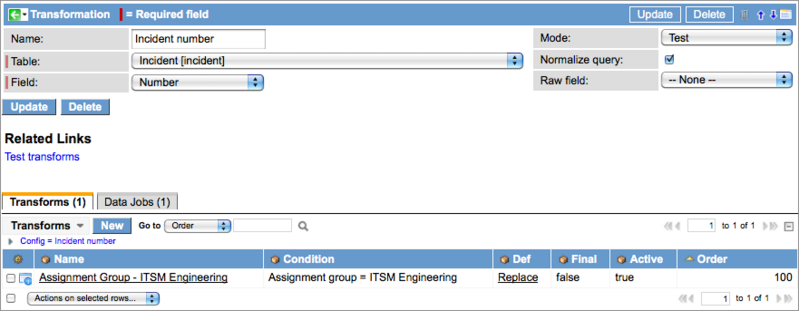 Transformation = Required field Update Delete
Name: Incident number Mode: Test
Table: Incident [incident] Normalize query:
Field: Number Raw field: -- None --
Update Delete
Related Links
Test transforms
Transforms (1) Data Jobs (1)
Transforms New Go to Order 1 to 1 of 1
Config = Incident number
Name Condition Def Final Active Order
Assignment Group - ITSM Engineering Assignment group = ITSM Engineering Replace false true 100
Actions on selected rows... 1 to 1 of 1